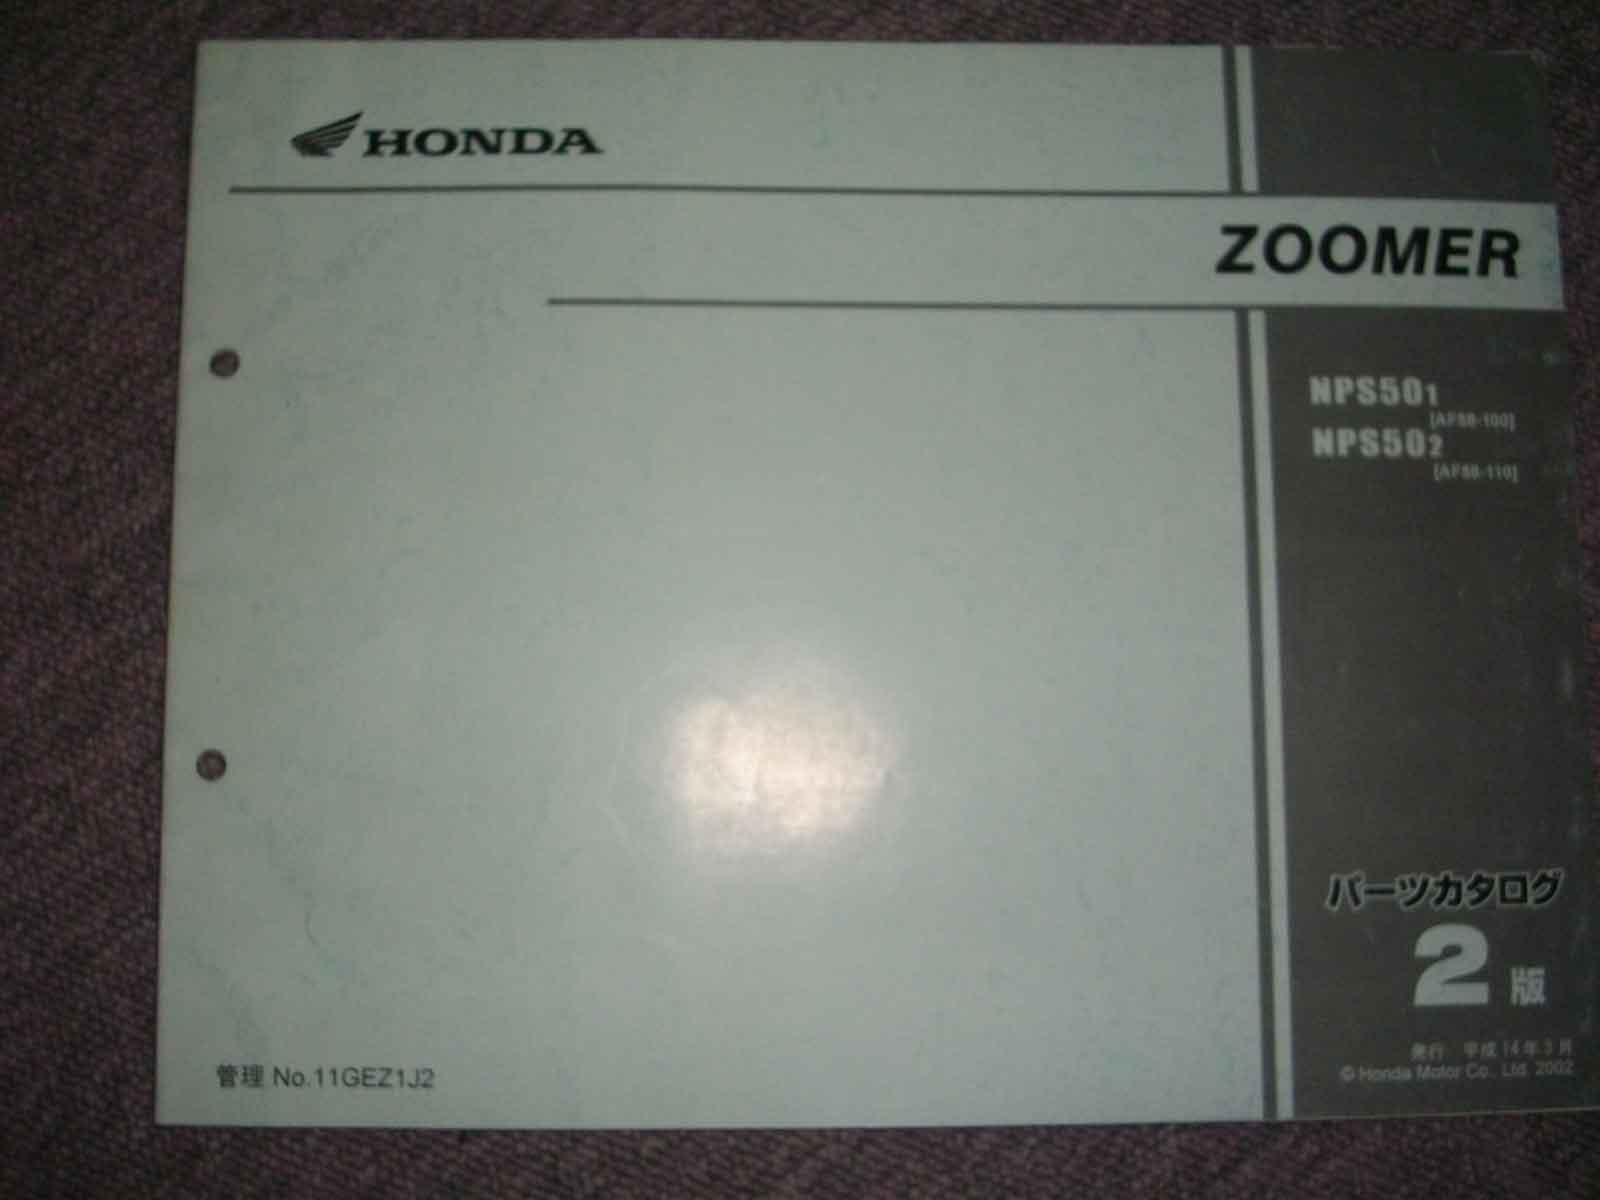 HONDA
ZOOMER
NPS501
[AF58-100]
NPS502
[AF58-110]
パーツカタログ
2 版
発行 平成14年3月
© Honda Motor Co., Ltd. 2002
管理 No.11GEZ1J2